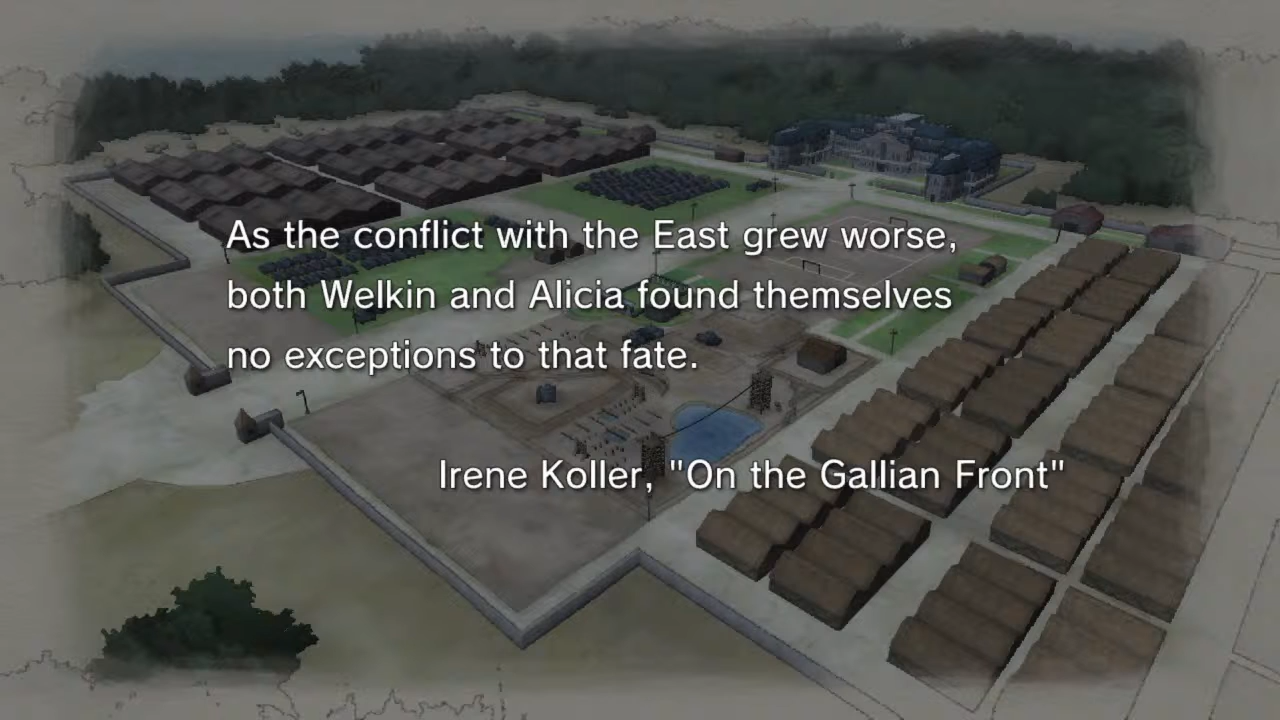 As the conflict with the East grew worse,
both Welkin and Alicia found themselves
no exceptions to that fate.
Irene Koller, "On the Gallian Front"